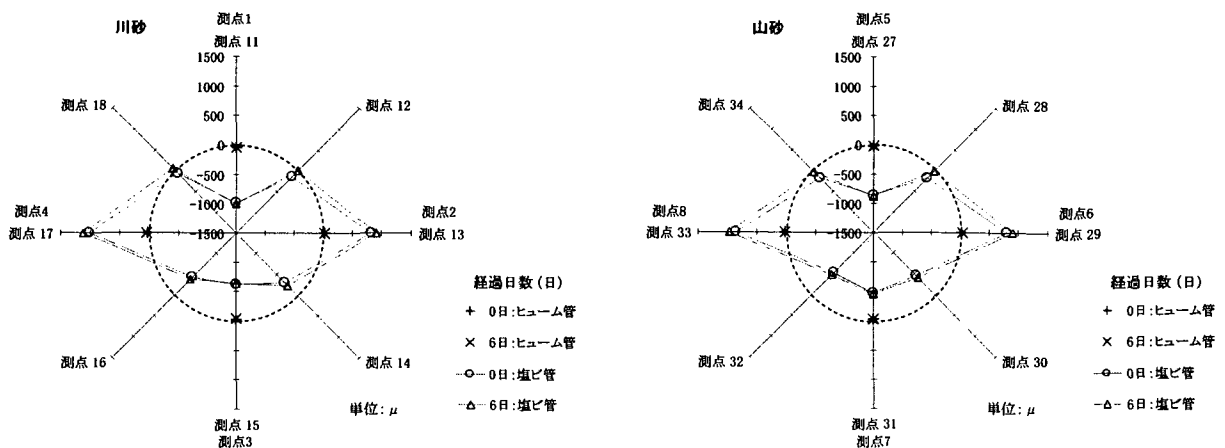 川砂
測点1
測点 11
1500
1000
500
0
-500
-1000
-1500
測点 18
測点 12
測点4
測点 17
測点2
測点 13
測点 16
測点 14
測点 15
測点3
経過日数(日)
0日:ヒューム管
6日:ヒューム管
0日:塩ビ管
6日:塩ビ管
単位: μ
山砂
測点5
測点 27
1500
1000
500
0
-500
-1000
-1500
測点 34
測点 28
測点8
測点 33
測点6
測点 29
測点 32
測点 30
測点 31
測点7
経過日数(日)
0日:ヒューム管
6日:ヒューム管
0日:塩ビ管
6日:塩ビ管
単位: μ